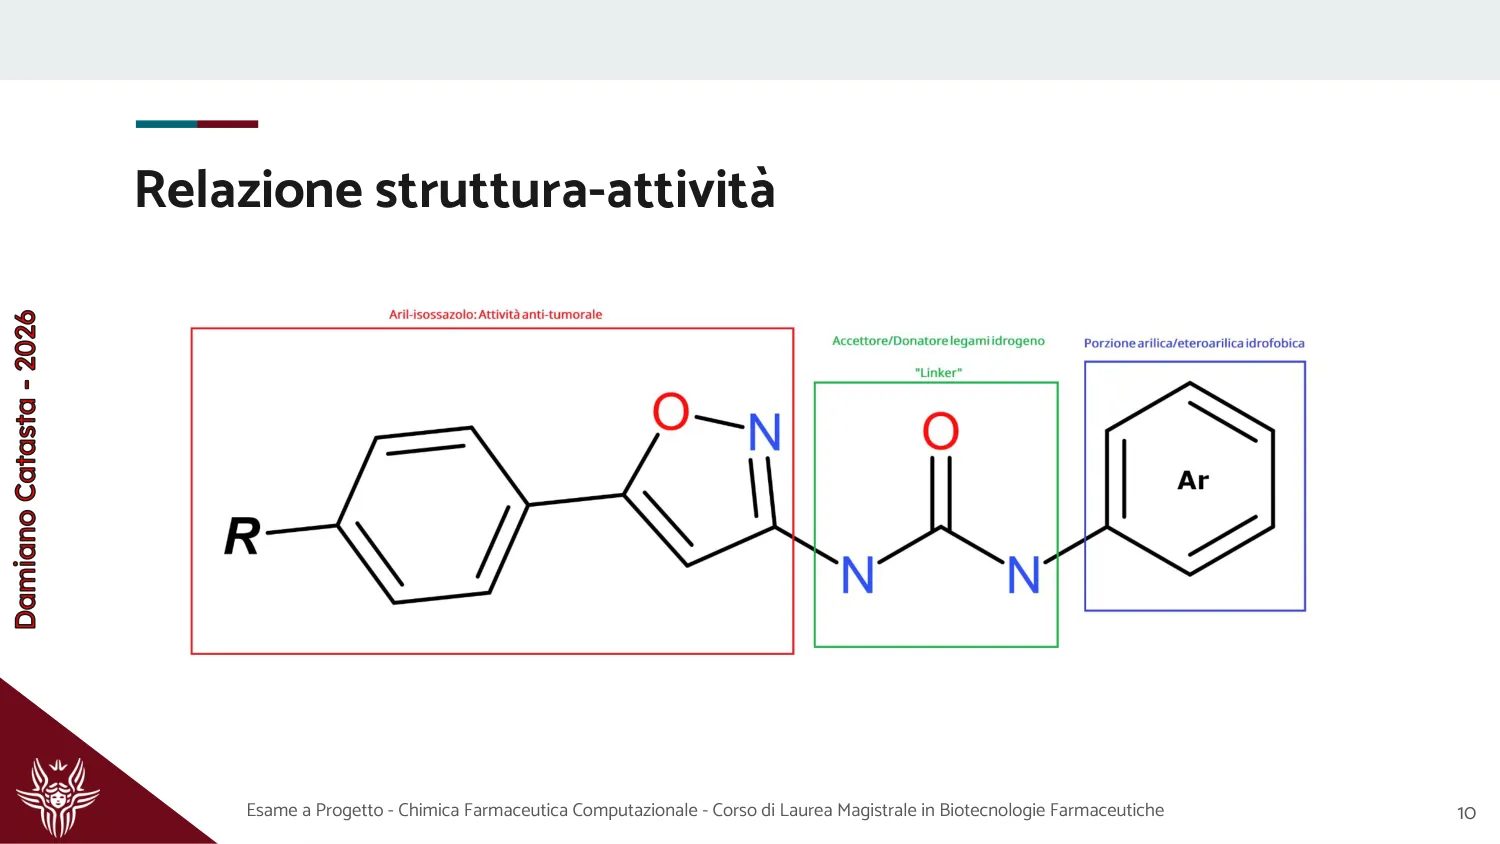 Relazione struttura-attività
Aril-isossazolo: Attività anti-tumorale
Accettore/Donatore legami idrogeno
"Linker"
Porzione arilica/eteroarilica idrofobica
R
O
N
N
O
N
Ar
Damiano Catasta - 2026
Esame a Progetto - Chimica Farmaceutica Computazionale - Corso di Laurea Magistrale in Biotecnologie Farmaceutiche
10